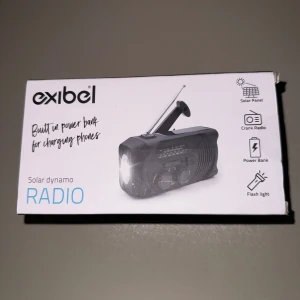 exibel
Built in power bank
for charging phones
Solar dynamo
RADIO
Solar Panel
Crank Radio
Power Bank
Flash light